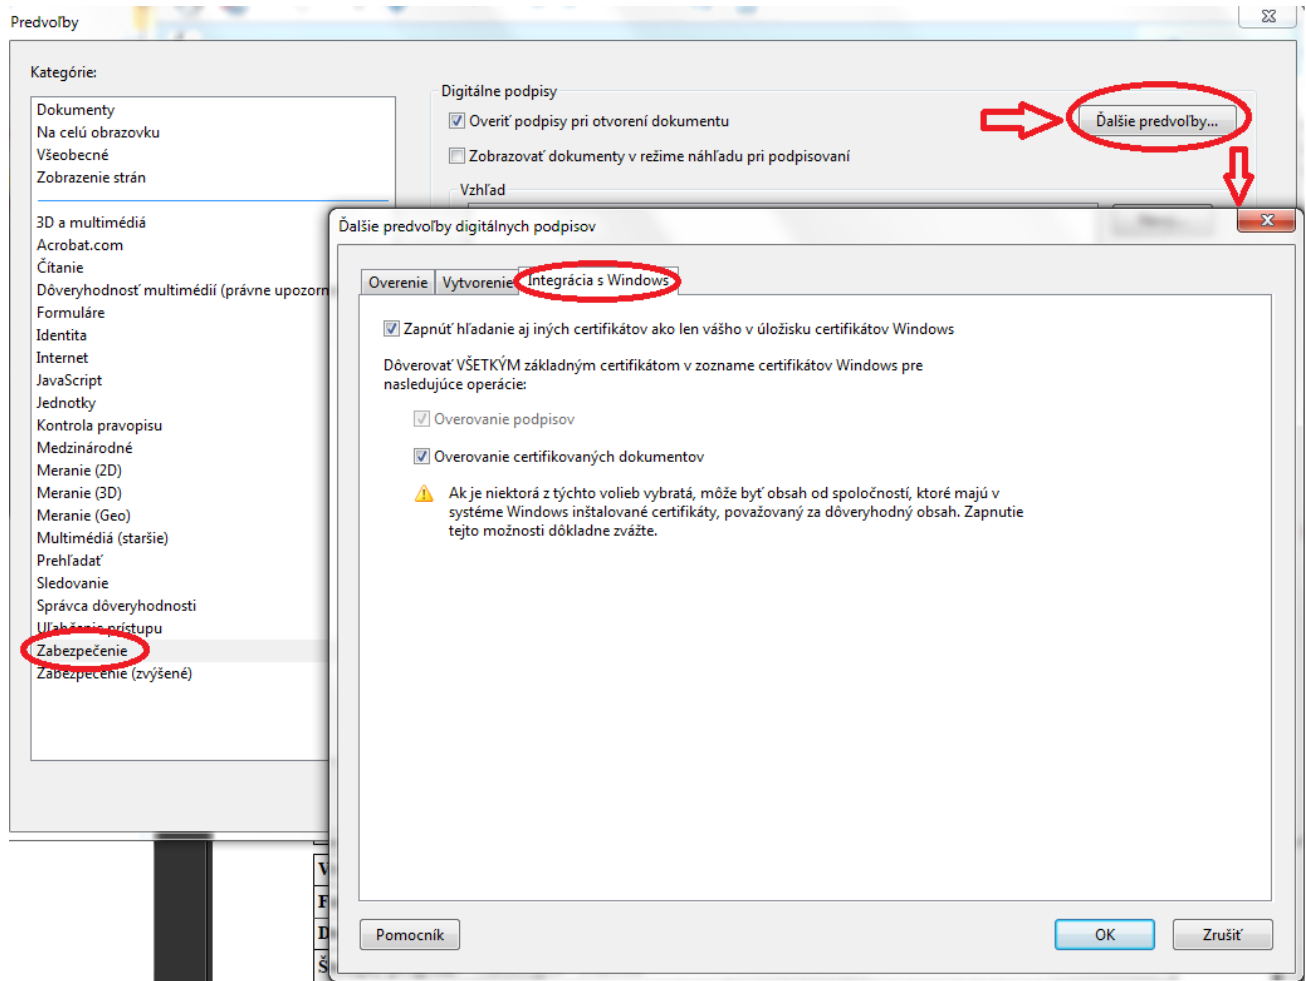 Predvoľby
Kategórie:
Dokumenty
Na celú obrazovku
Všeobecné
Zobrazenie strán
3D a multimédiá
Acrobat.com
Čítanie
Dôveryhodnosť multimédií (právne upozorn
Formuláre
Identita
Internet
JavaScript
Jednotky
Kontrola pravopisu
Medzinárodné
Meranie (2D)
Meranie (3D)
Meranie (Geo)
Multimédiá (staršie)
Prehľadať
Sledovanie
Správca dôveryhodnosti
Uľahčenie prístupu
Zabezpečenie
Zabezpečenie (zvýšené)
Digitálne podpisy
Overiť podpisy pri otvorení dokumentu
Ďalšie predvoľby...
Zobrazovať dokumenty v režime náhľadu pri podpisovaní
Vzhľad
Ďalšie predvoľby digitálnych podpisov
Overenie
Vytvorenie
Integrácia s Windows
Zapnúť hľadanie aj iných certifikátov ako len vášho v úložisku certifikátov Windows
Dôverovať VŠETKÝM základným certifikátom v zozname certifikátov Windows pre
nasledujúce operácie:
Overovanie podpisov
Overovanie certifikovaných dokumentov
Ak je niektorá z týchto volieb vybratá, môže byť obsah od spoločností, ktoré majú v
systéme Windows inštalované certifikáty, považovaný za dôveryhodný obsah. Zapnutie
tejto možnosti dôkladne zvážte.
V
F
D
Š
Pomocník
OK
Zrušiť